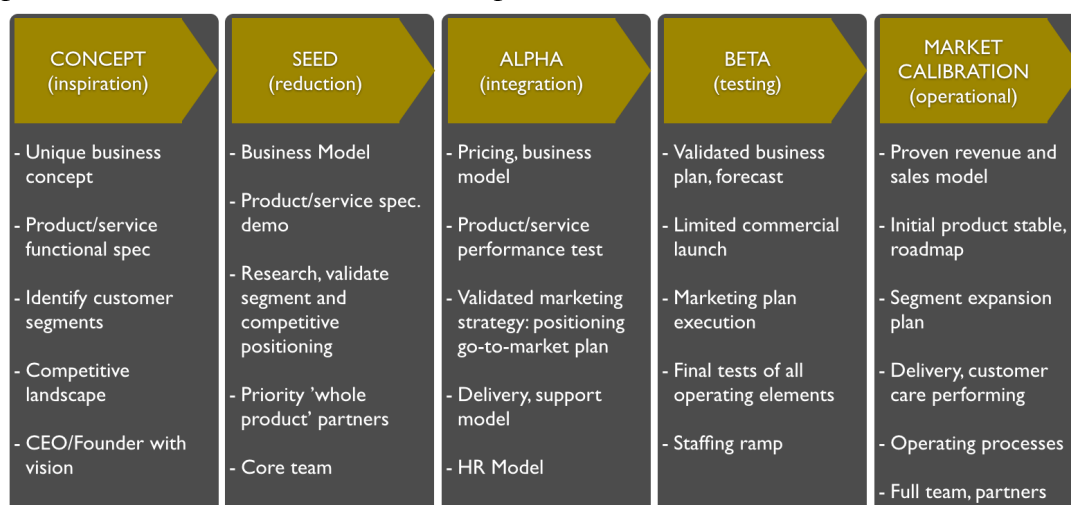 CONCEPT
(inspiration)
- Unique business
concept
- Product/service
functional spec
- Identify customer
segments
- Competitive
landscape
- CEO/Founder with
vision
SEED
(reduction)
- Business Model
- Product/service spec.
demo
- Research, validate
segment and
competitive
positioning
- Priority ’whole
product’ partners
- Core team
ALPHA
(integration)
- Pricing, business
model
- Product/service
performance test
- Validated marketing
strategy: positioning
go-to-market plan
- Delivery, support
model
- HR Model
BETA
(testing)
- Validated business
plan, forecast
- Limited commercial
launch
- Marketing plan
execution
- Final tests of all
operating elements
- Staffing ramp
MARKET
CALIBRATION
(operational)
- Proven revenue and
sales model
- Initial product stable,
roadmap
- Segment expansion
plan
- Delivery, customer
care performing
- Operating processes
- Full team, partners